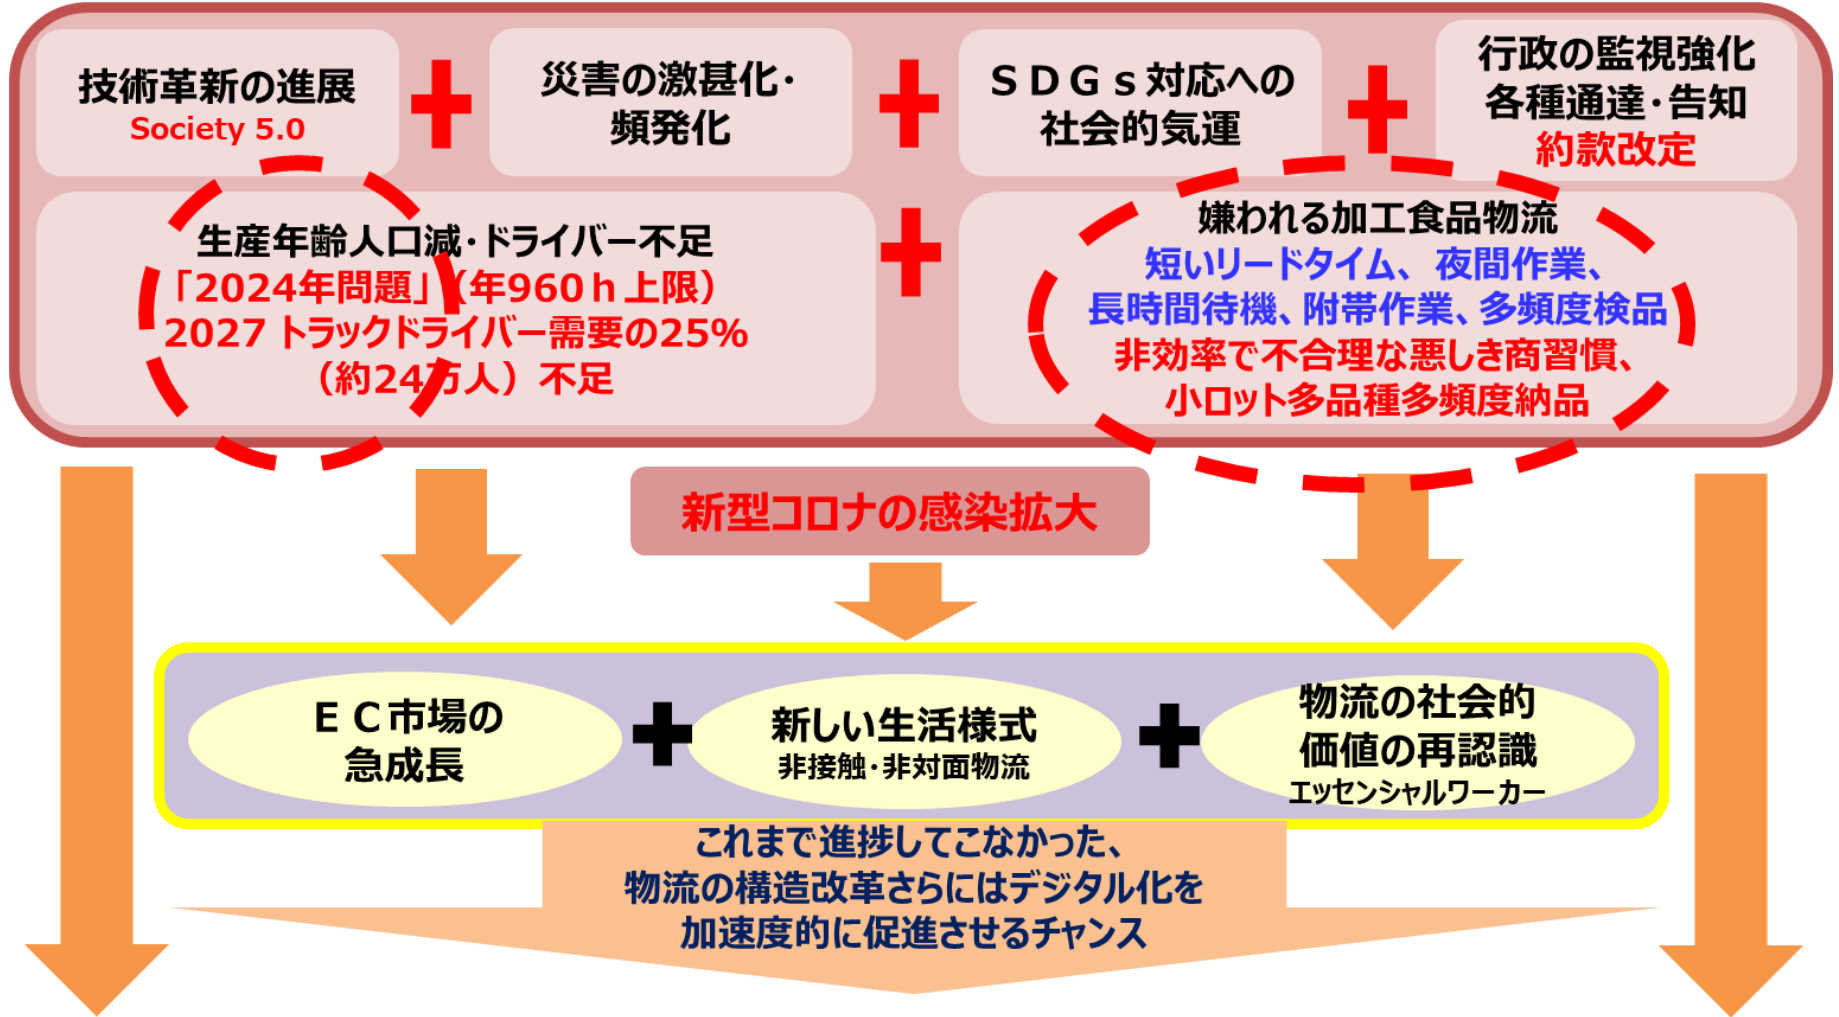 技術革新の進展
Society 5.0
災害の激甚化・
頻発化
ＳＤＧｓ対応への
社会的気運
行政の監視強化
各種通達・告知
約款改定
生産年齢人口減・ドライバー不足
「2024年問題」（年960ｈ上限）
2027 トラックドライバー需要の25%
（約24万人）不足
嫌われる加工食品物流
短いリードタイム、夜間作業、
長時間待機、附帯作業、多頻度検品
非効率で不合理な悪しき商習慣、
小ロット多品種多頻度納品
新型コロナの感染拡大
ＥＣ市場の
急成長
新しい生活様式
非接触・非対面物流
物流の社会的
価値の再認識
エッセンシャルワーカー
これまで進捗してこなかった、
物流の構造改革さらにはデジタル化を
加速度的に促進させるチャンス